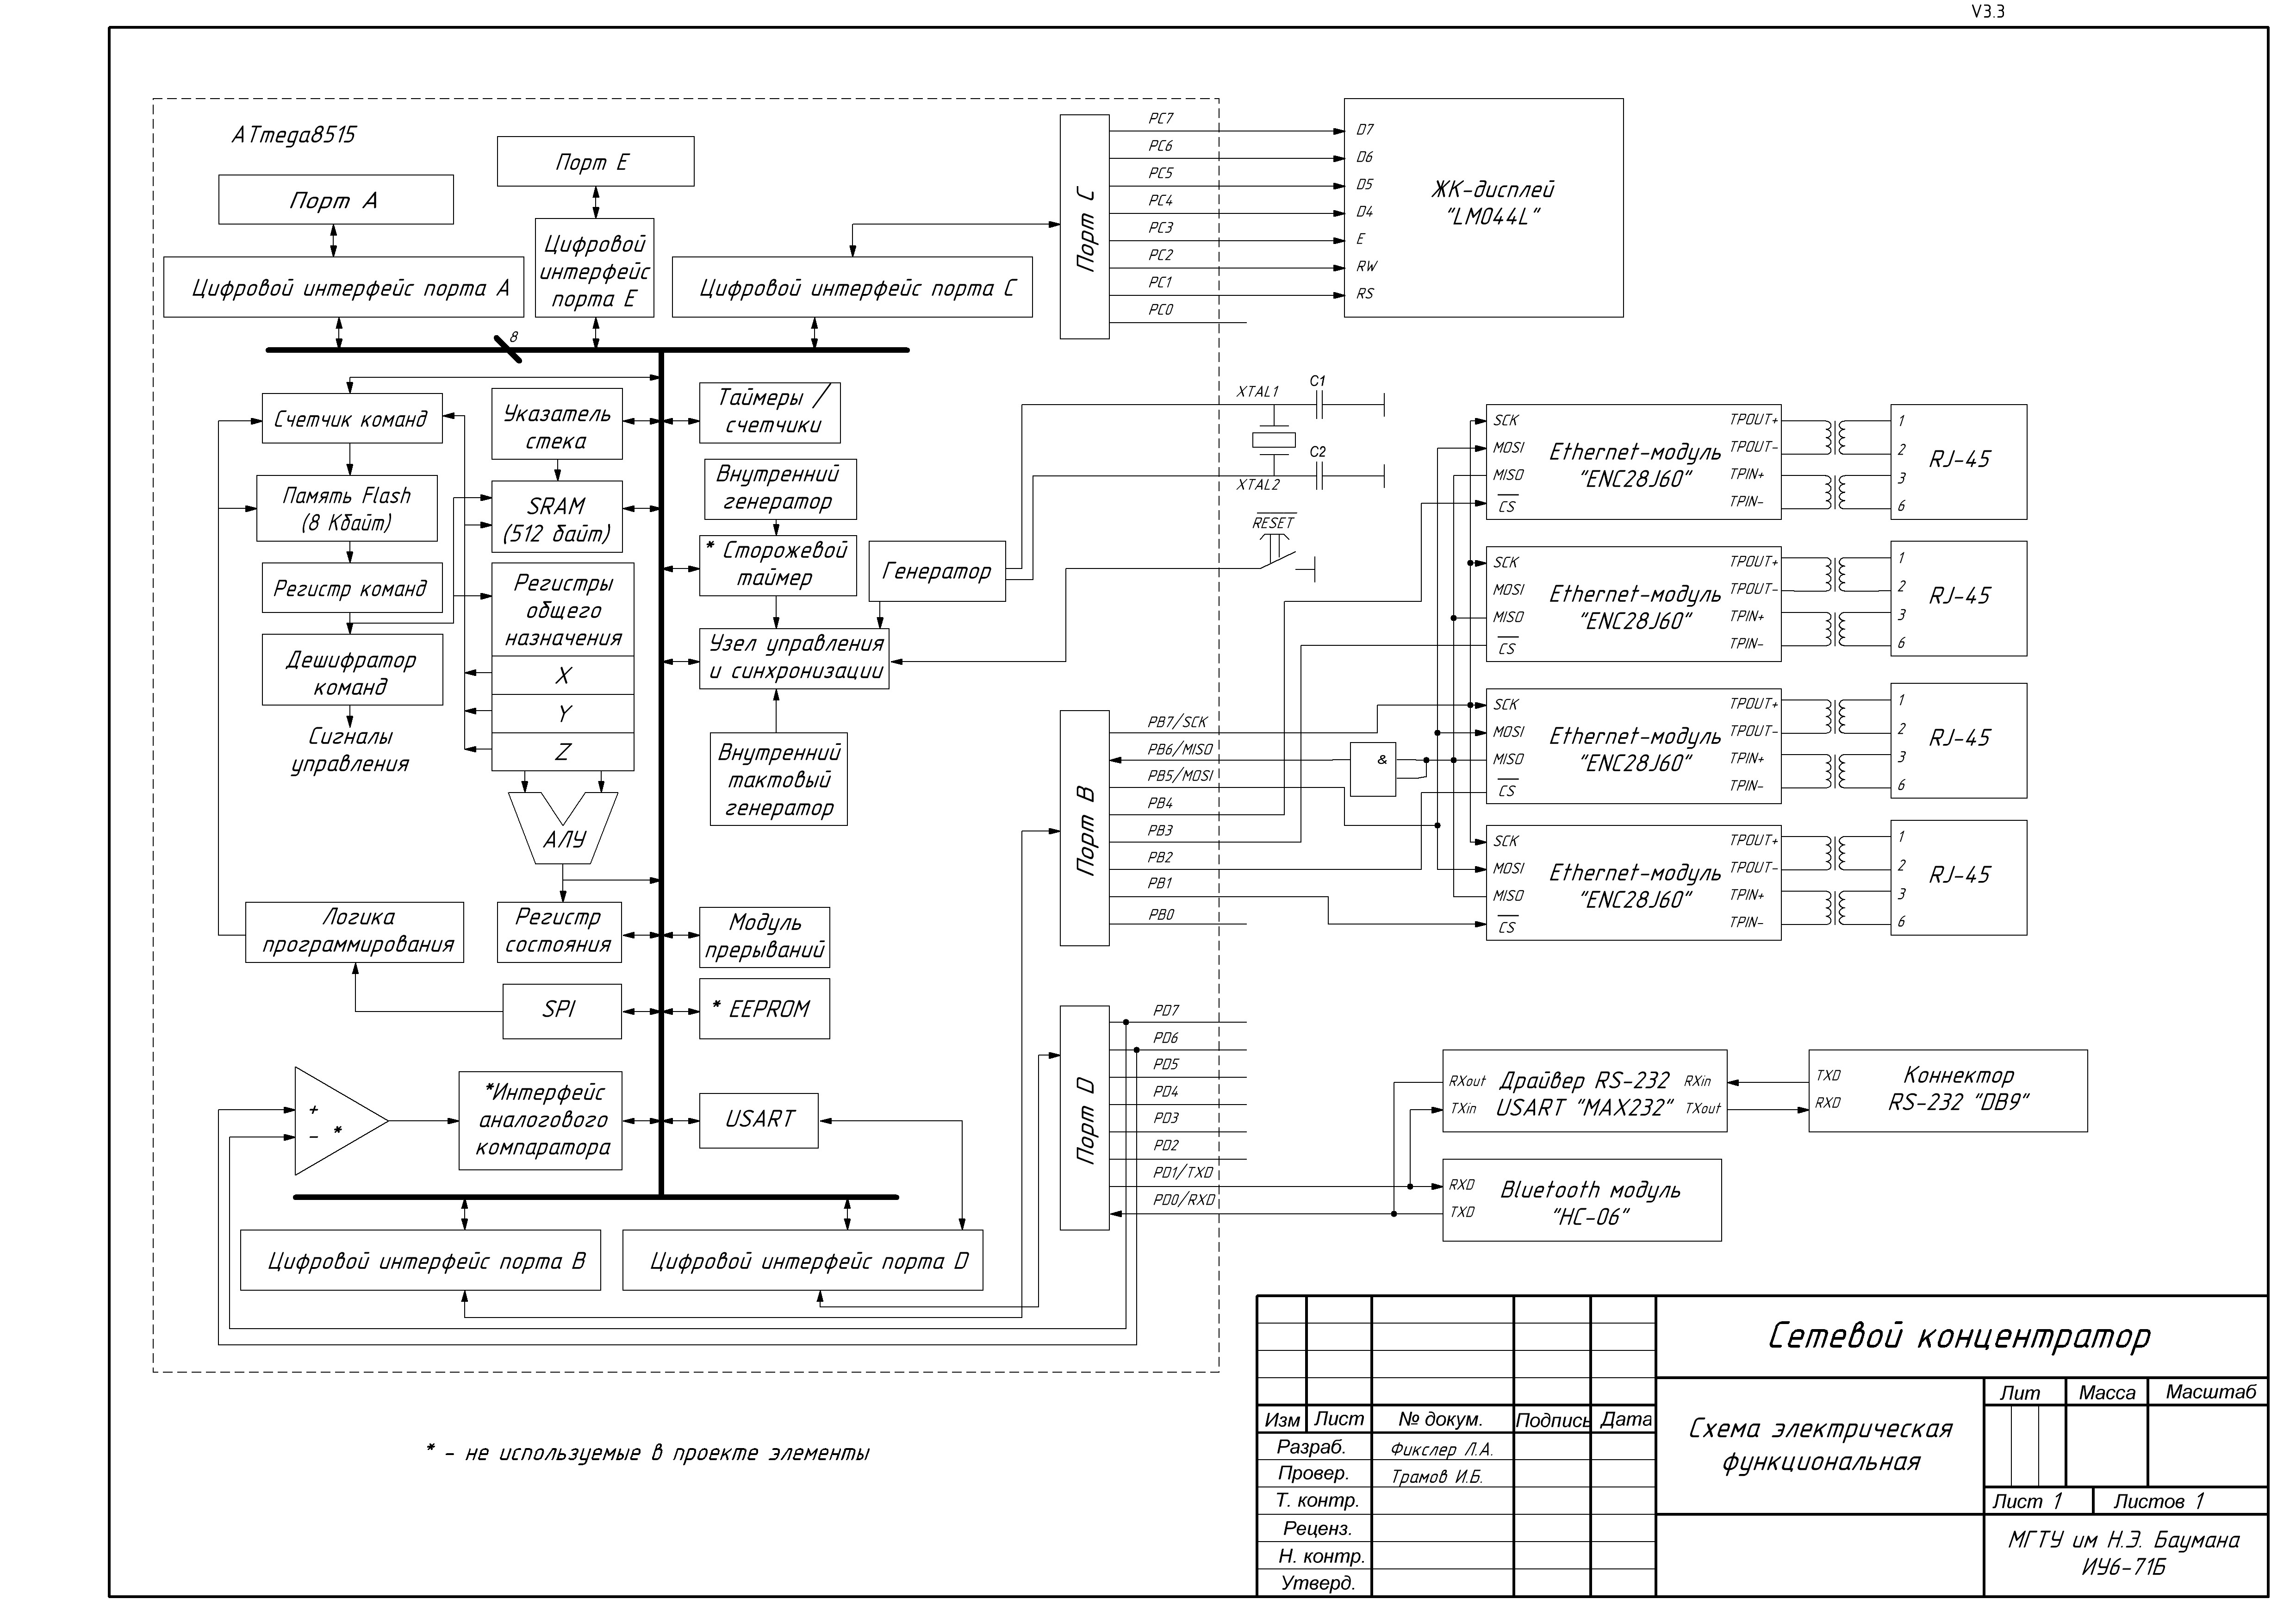 V3.3
ATmega8515
Порт A
Порт E
Цифровой интерфейс порта A
Цифровой
интерфейс
порта E
Цифровой интерфейс порта C
8
Счетчик команд
Память Flash
(8 Кбайт)
Регистр команд
Дешифратор
команд
Сигналы
управления
Указатель
стека
SRAM
(512 байт)
Регистры
общего
назначения
X
Y
Z
АЛУ
Таймеры /
счетчики
Внутренний
генератор
* Сторожевой
таймер
Генератор
Узел управления
и синхронизации
Внутренний
тактовый
генератор
Логика
программирования
Регистр
состояния
Модуль
прерываний
SPI
* EEPROM
+
- *
*Интерфейс
аналогового
компаратора
USART
Цифровой интерфейс порта B
Цифровой интерфейс порта D
Порт C
PC7
PC6
PC5
PC4
PC3
PC2
PC1
PC0
D7
D6
D5
D4
E
RW
RS
ЖК-дисплей
"LM044L"
XTAL1
C1
C2
XTAL2
RESET
Порт B
PB7/SCK
PB6/MISO
PB5/MOSI
PB4
PB3
PB2
PB1
PB0
&
SCK
MOSI
MISO
CS
Ethernet-модуль
"ENC28J60"
TPOUT+
TPOUT-
TPIN+
TPIN-
1
2
3
6
RJ-45
SCK
MOSI
MISO
CS
Ethernet-модуль
"ENC28J60"
TPOUT+
TPOUT-
TPIN+
TPIN-
1
2
3
6
RJ-45
SCK
MOSI
MISO
CS
Ethernet-модуль
"ENC28J60"
TPOUT+
TPOUT-
TPIN+
TPIN-
1
2
3
6
RJ-45
SCK
MOSI
MISO
CS
Ethernet-модуль
"ENC28J60"
TPOUT+
TPOUT-
TPIN+
TPIN-
1
2
3
6
RJ-45
Порт D
PD7
PD6
PD5
PD4
PD3
PD2
PD1/TXD
PD0/RXD
RXout
TXin
Драйвер RS-232
USART "MAX232"
RXin
TXout
TXD
RXD
Коннектор
RS-232 "DB9"
RXD
TXD
Bluetooth модуль
"HC-06"
* - не используемые в проекте элементы
Сетевой концентратор
Изм Лист № докум. Подпись Дата
Разраб. Фикслер Л.А.
Провер. Трамов И.Б.
Т. контр.
Реценз.
Н. контр.
Утверд.
Схема электрическая
функциональная
Лит Масса Масштаб
Лист 1 Листов 1
МГТУ им Н.Э. Баумана
ИУ6-71Б